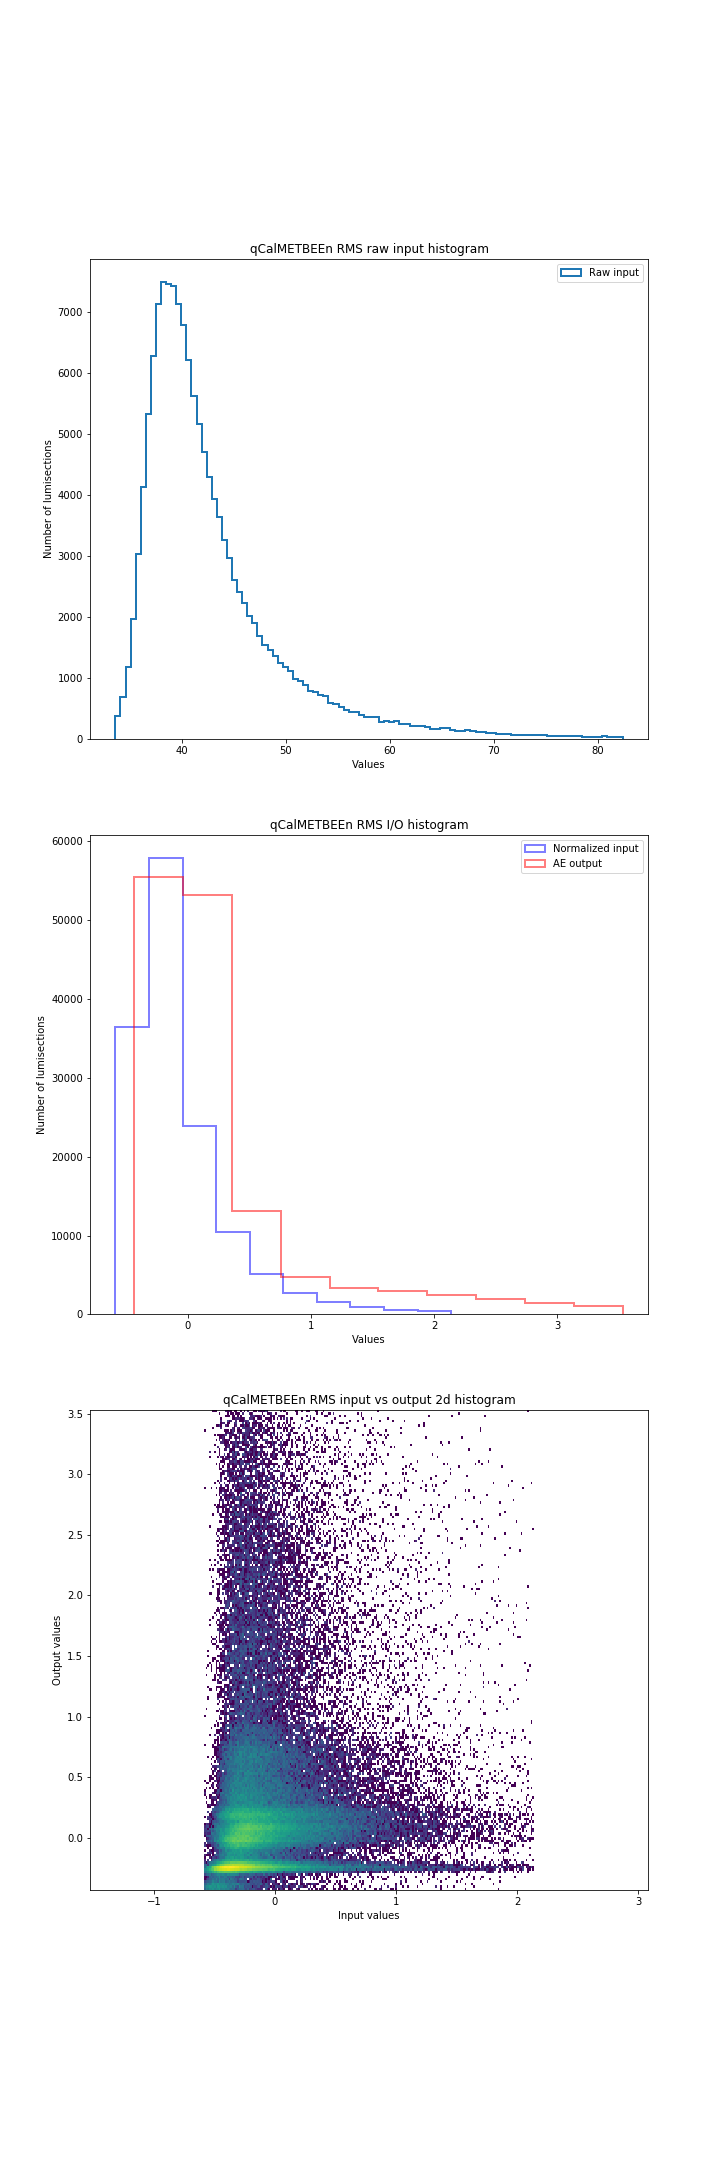 qCalMETBEEn RMS raw input histogram
Raw input
7000
6000
5000
4000
3000
2000
1000
0
Number of lumisections
40 50 60 70 80
Values
qCalMETBEEn RMS I/O histogram
Normalized input
AE output
60000
50000
40000
30000
20000
10000
0
Number of lumisections
0 1 2 3
Values
qCalMETBEEn RMS input vs output 2d histogram
3.5
3.0
2.5
2.0
1.5
1.0
0.5
0.0
Output values
−1 0 1 2 3
Input values